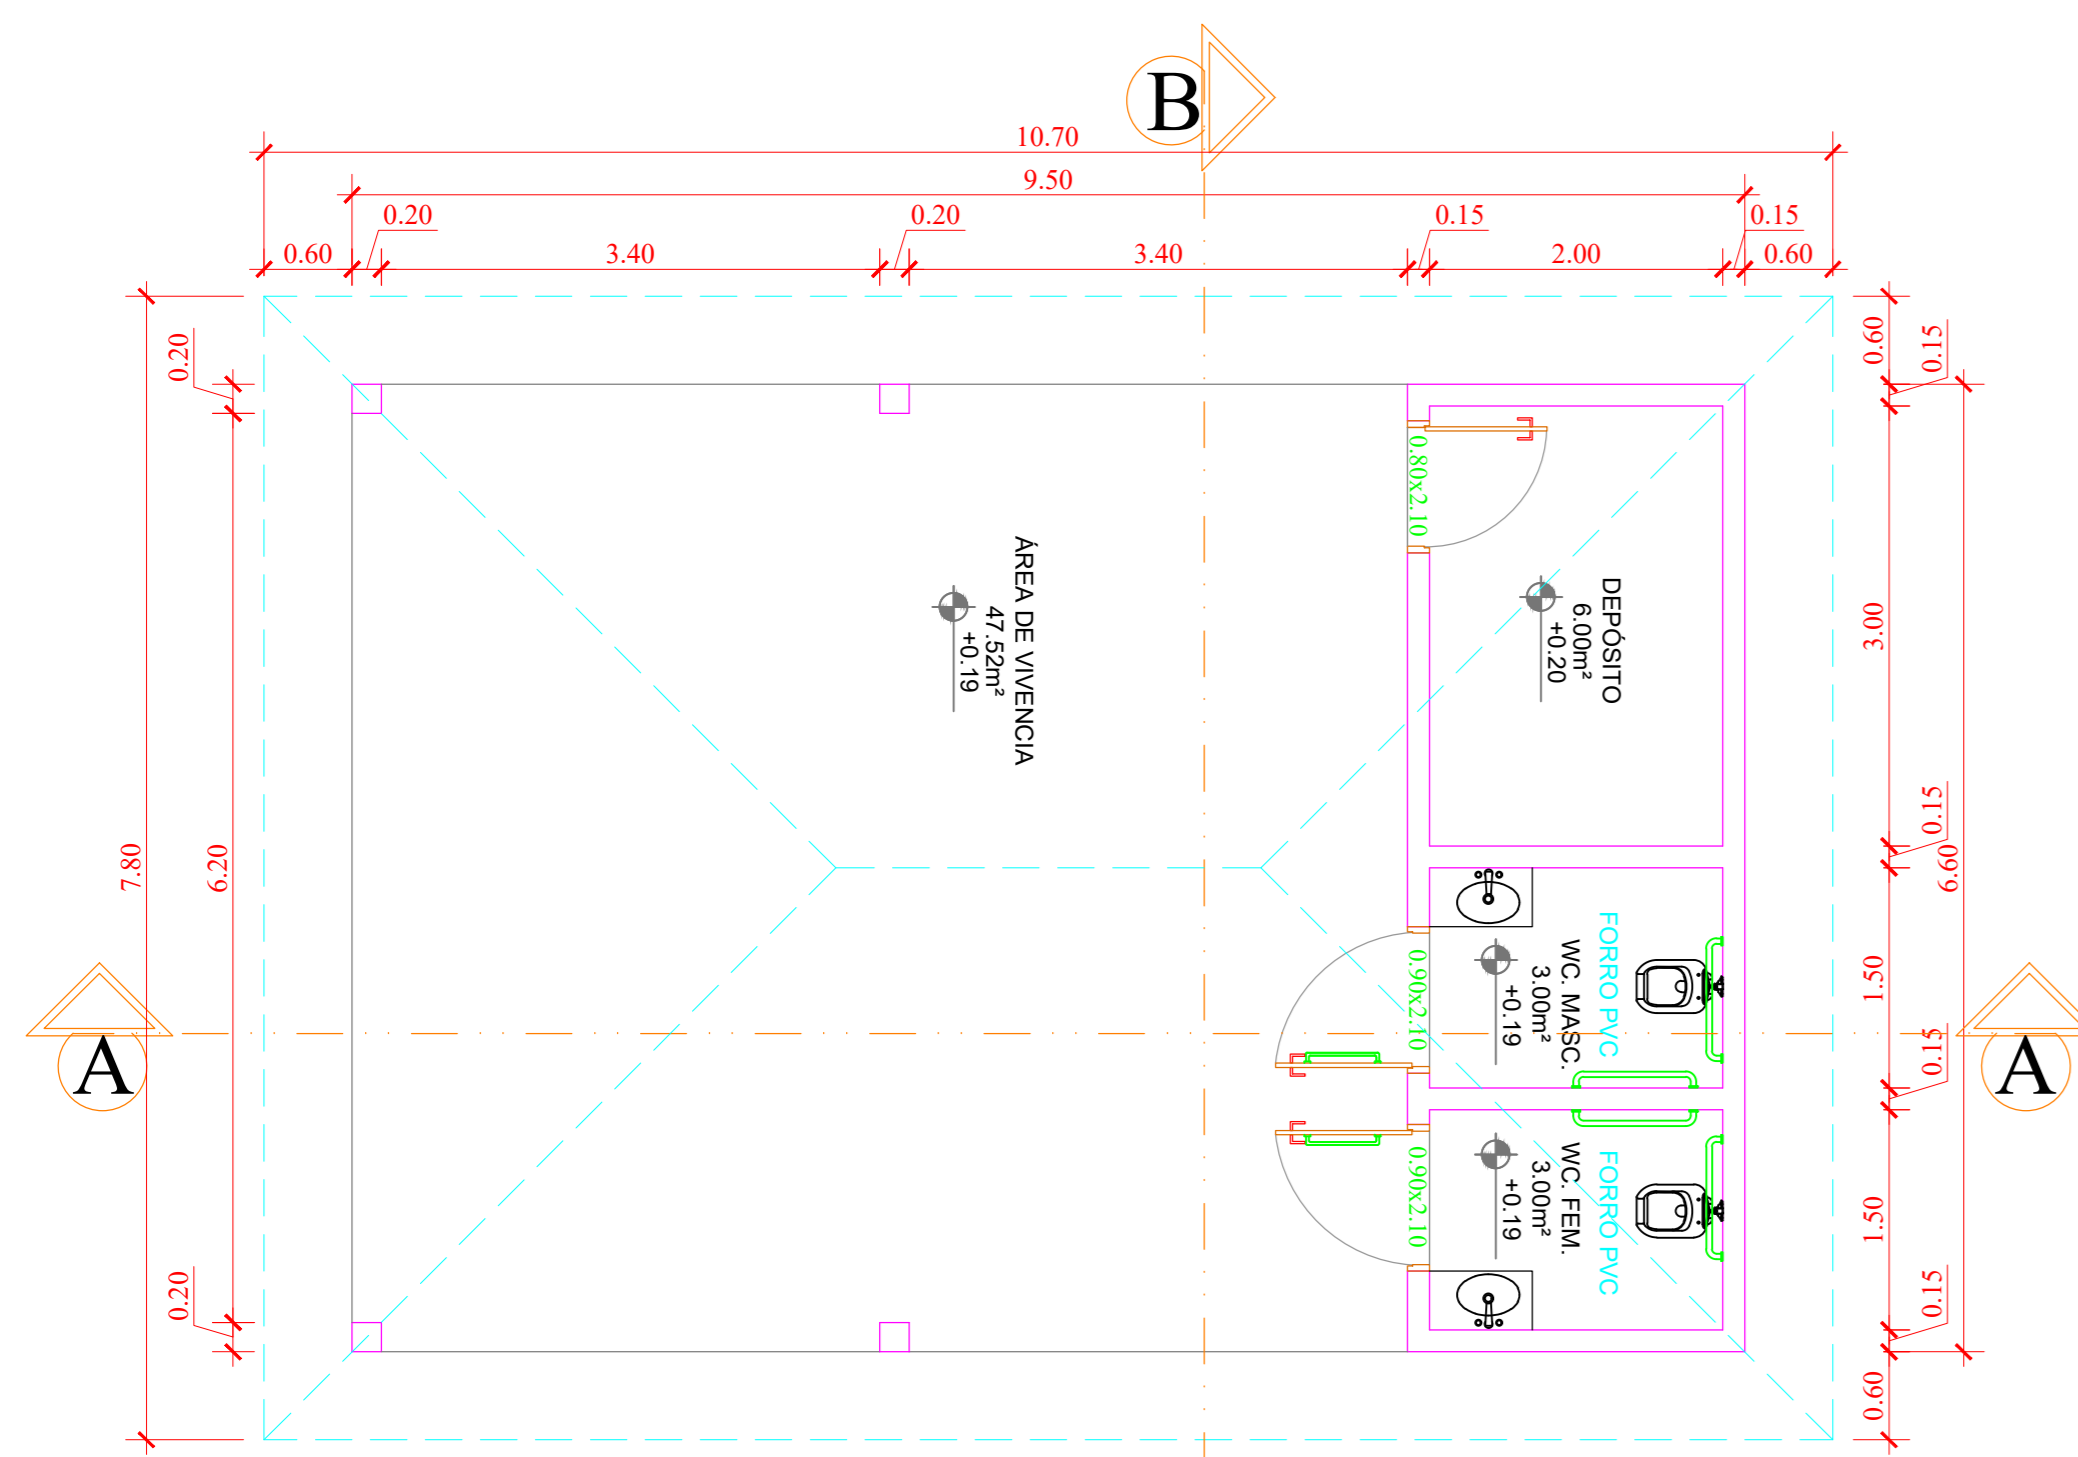 B
10.70
9.50
0.20
0.20
0.15
0.15
0.60
3.40
3.40
2.00
0.60
0.20
6.20
7.80
0.20
0.60
0.15
3.00
0.15
6.60
1.50
0.15
1.50
0.15
0.60
ÁREA DE VIVENCIA
47.52m²
+0.19
0.80x2.10
DEPÓSITO
6.00m²
+0.20
0.90x2.10
FORRO PVC
WC. MASC.
3.00m²
+0.19
0.90x2.10
FORRO PVC
WC. FEM.
3.00m²
+0.19
A
A